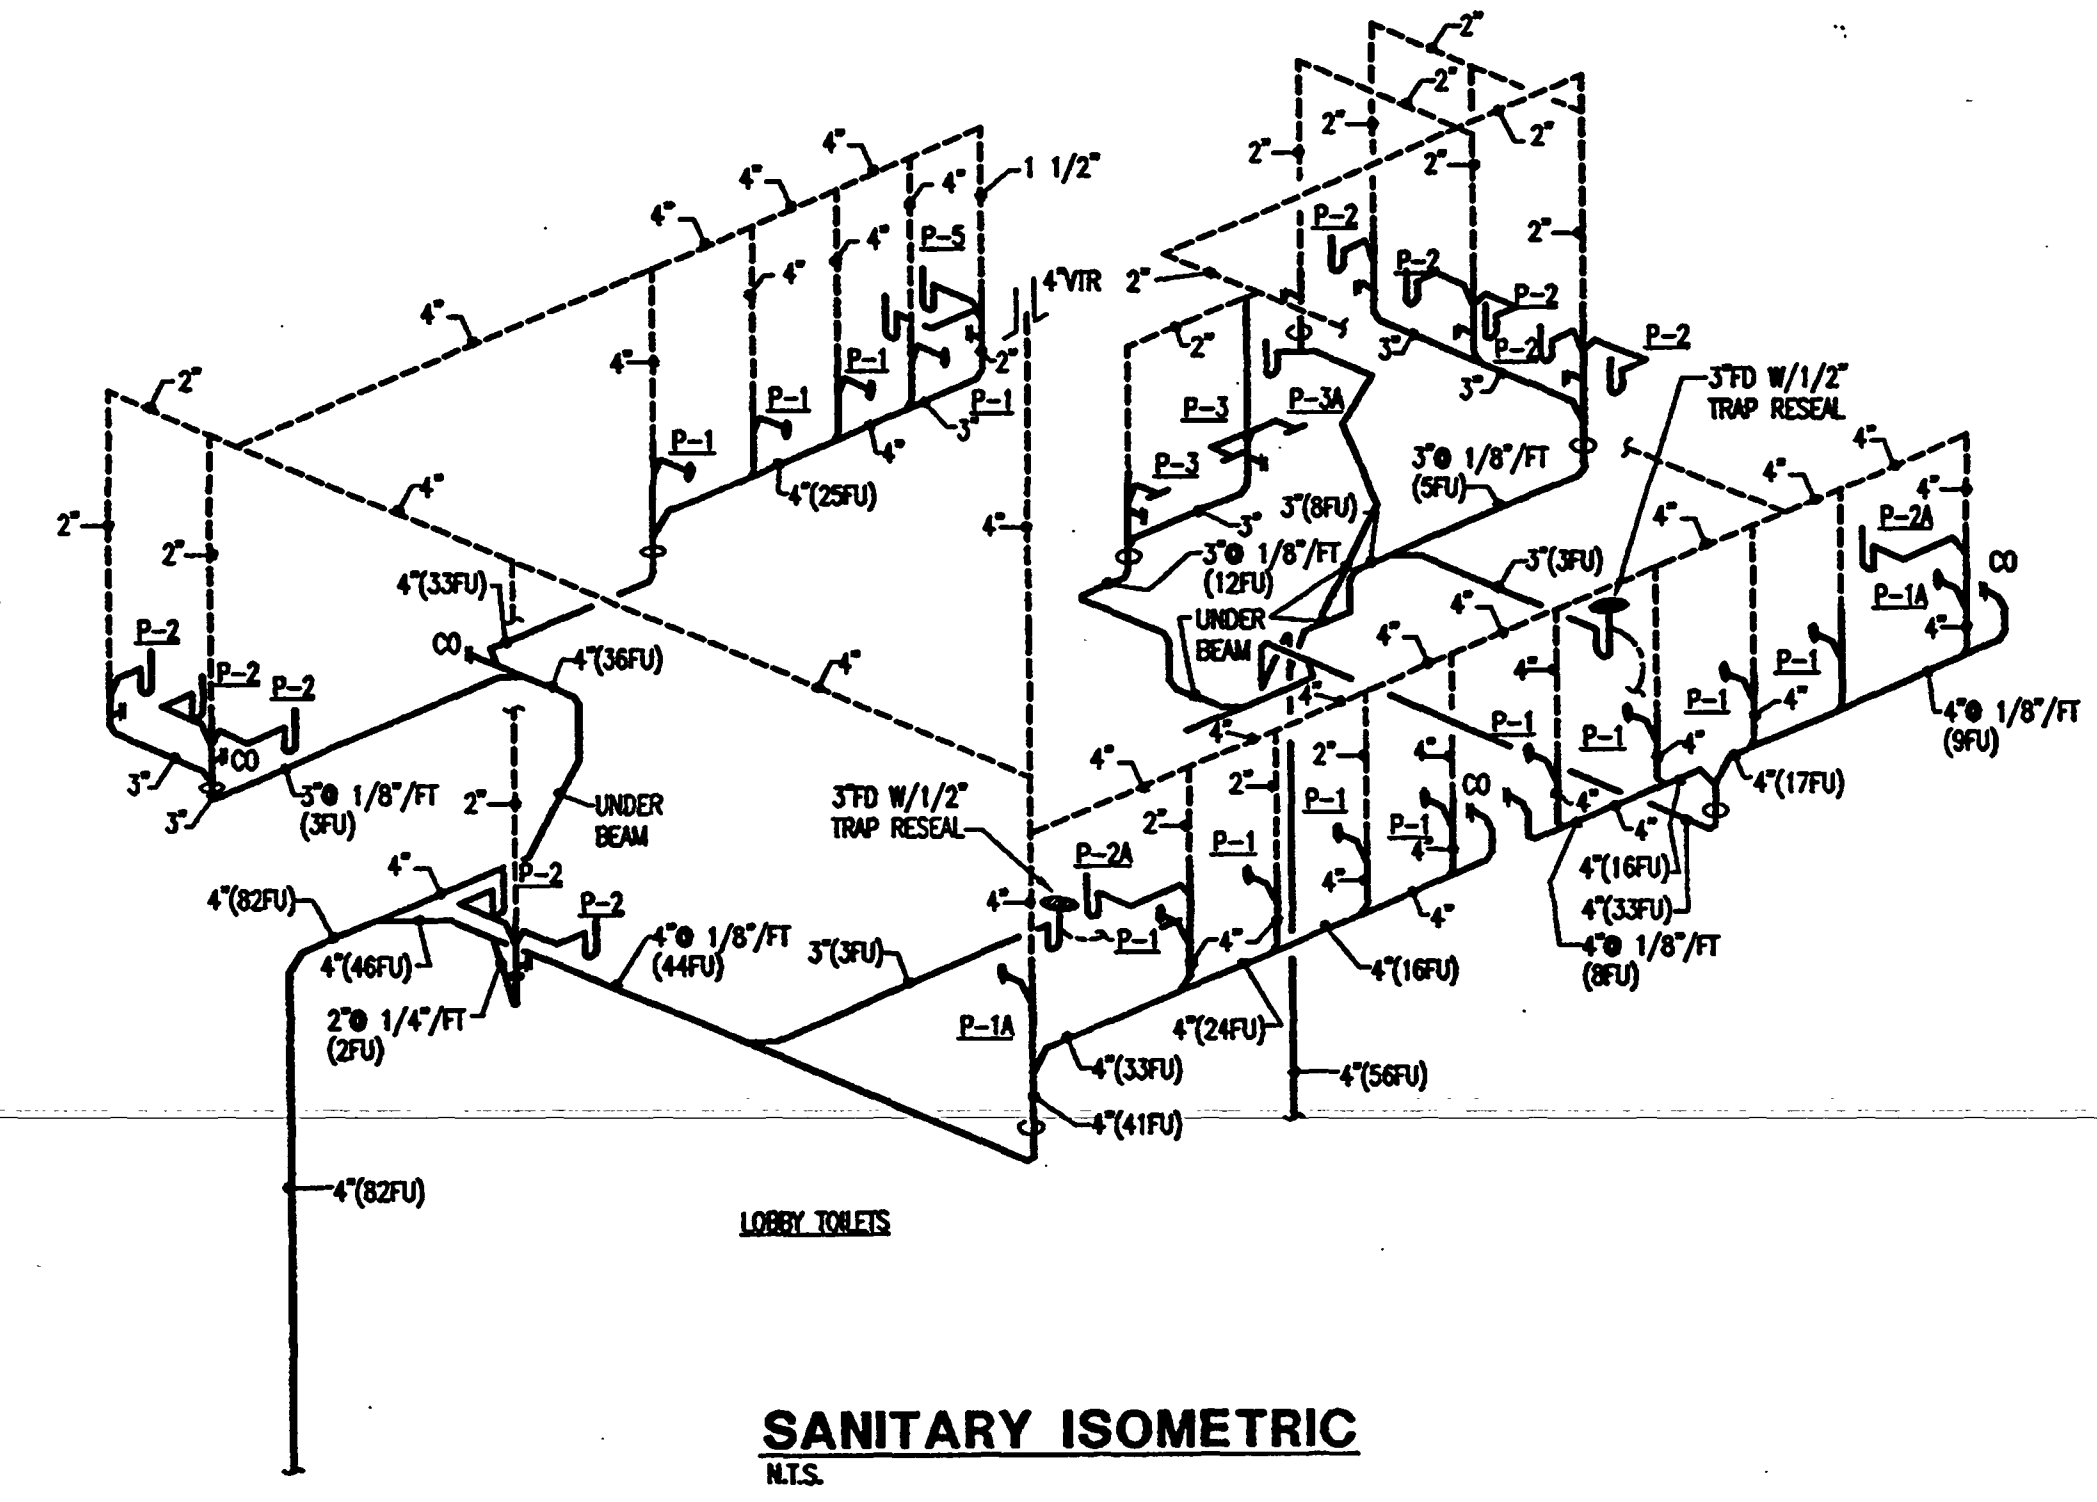 2"
2"
2"
2"
2"
2"
2"
2"
2"
4"
4"
4"
4"
4"
4"
4"
4"
4"
1 1/2"
P-5
4"VTR
P-2
P-2
P-2
P-2
P-2
2"
2"
2"
3"
3"
3"FD W/1/2"
TRAP RESEAL
2"
4"
2"
2"
4"
P-1
P-1
P-1
P-1
3"
4"
4"(25FU)
4"
P-3
P-3A
P-3
3"
3"@ 1/8"/FT
(12FU)
3"(8FU)
3"@ 1/8"/FT
(5FU)
3"(3FU)
UNDER
BEAM
4"
4"
4"
4"
4"
P-2A
CO
P-1A
4"
4"(33FU)
CO
4"(36FU)
4"
P-2
P-2
P-2
CO
3"
3"
3"@ 1/8"/FT
(3FU)
UNDER
BEAM
2"
4"
4"
4"
4"
4"
4"
4"
P-1
P-1
P-1
P-1
4"
4"
4"@ 1/8"/FT
(9FU)
4"(17FU)
4"
4"
4"(16FU)
4"(33FU)
4"@ 1/8"/FT
(8FU)
3"FD W/1/2"
TRAP RESEAL
2"
2"
2"
4"
CO
P-1
P-1
P-1
P-2A
P-1
4"
4"
4"
4"
4"
P-1A
4"
P-2
P-2
4"(82FU)
4"(46FU)
2"@ 1/4"/FT
(2FU)
4"@ 1/8"/FT
(44FU)
3"(3FU)
4"(16FU)
4"(24FU)
4"(33FU)
4"(56FU)
4"(41FU)
4"(82FU)
LOBBY TOILETS
SANITARY ISOMETRIC
N.T.S.